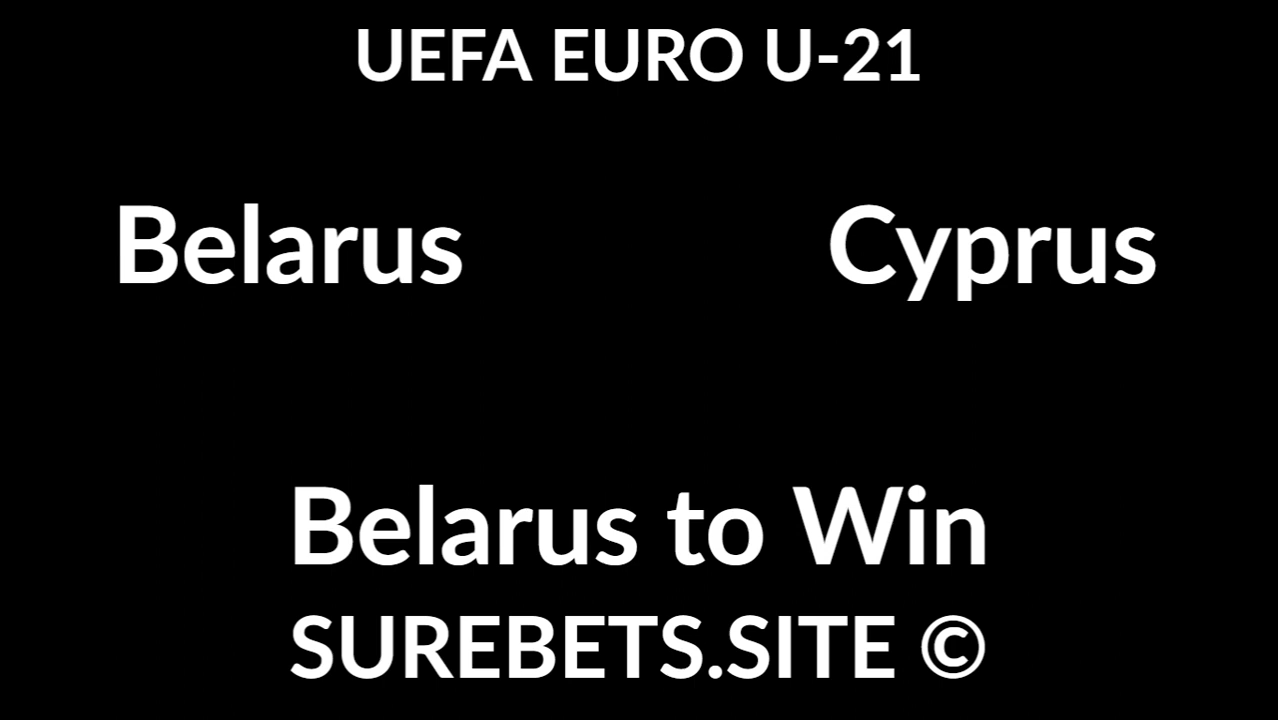 UEFA EURO U-21
Belarus Cyprus
Belarus to Win
SUREBETS.SITE ©